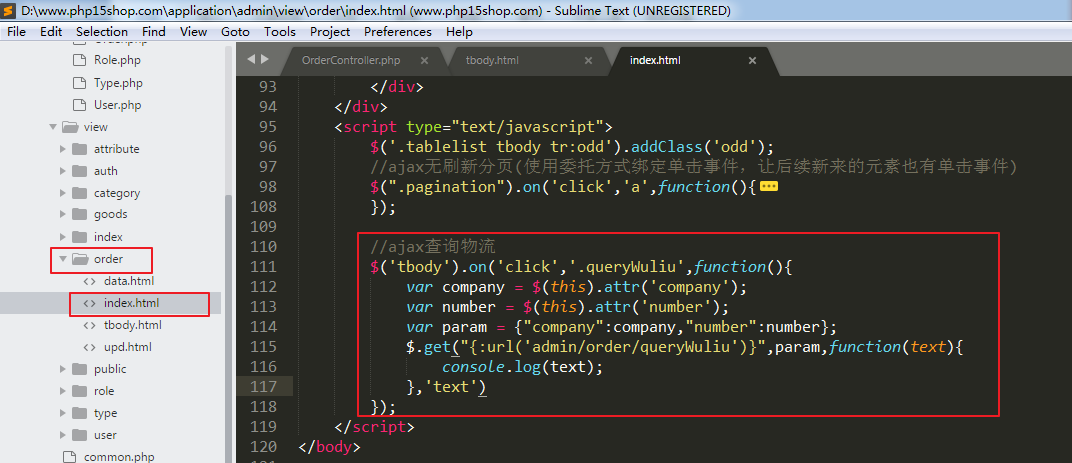 D:\www.php15shop.com\application\admin\view\order\index.html (www.php15shop.com) - Sublime Text (UNREGISTERED)
File Edit Selection Find View Goto Tools Project Preferences Help
Role.php
Type.php
User.php
view
attribute
auth
category
goods
index
order
data.html
index.html
tbody.html
upd.html
public
role
type
user
common.php
OrderController.php × tbody.html × index.html ×
93 </div>
94 </div>
95 <script type="text/javascript">
96 $('.tablelist tbody tr:odd').addClass('odd');
97 //ajax无刷新分页(使用委托方式绑定单击事件，让后续新来的元素也有单击事件)
98 $(".pagination").on('click','a',function(){
108 });
109
110 //ajax查询物流
111 $('tbody').on('click','.queryWuliu',function(){
112 var company = $(this).attr('company');
113 var number = $(this).attr('number');
114 var param = {"company":company,"number":number};
115 $.get("{:url('admin/order/queryWuliu')}",param,function(text){
116 console.log(text);
117 },'text')
118 });
119 </script>
120 </body>